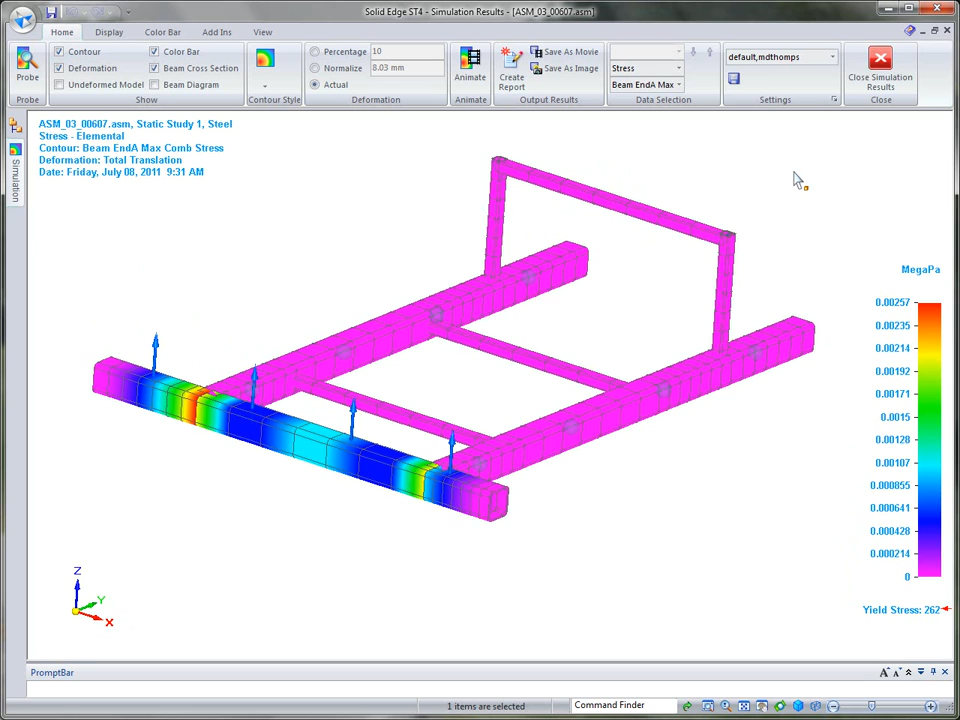 Solid Edge ST4 - Simulation Results - [ASM_03_00607.asm]
Home Display Color Bar Add Ins View
Probe
Probe
Contour
Deformation
Undeformed Model
Color Bar
Beam Cross Section
Beam Diagram
Show
Contour Style
Percentage 10
Normalize 8.03 mm
Actual
Deformation
Animate
Animate
Create Report
Save As Movie
Save As Image
Output Results
Stress
Beam EndA Max
Data Selection
default,mdthomps
Settings
Close Simulation Results
Close
Simulation
ASM_03_00607.asm, Static Study 1, Steel
Stress - Elemental
Contour: Beam EndA Max Comb Stress
Deformation: Total Translation
Date: Friday, July 08, 2011 9:31 AM
MegaPa
0.00257
0.00235
0.00214
0.00192
0.00171
0.0015
0.00128
0.00107
0.000855
0.000641
0.000428
0.000214
0
Yield Stress: 262
Z
Y
X
PromptBar
1 items are selected
Command Finder